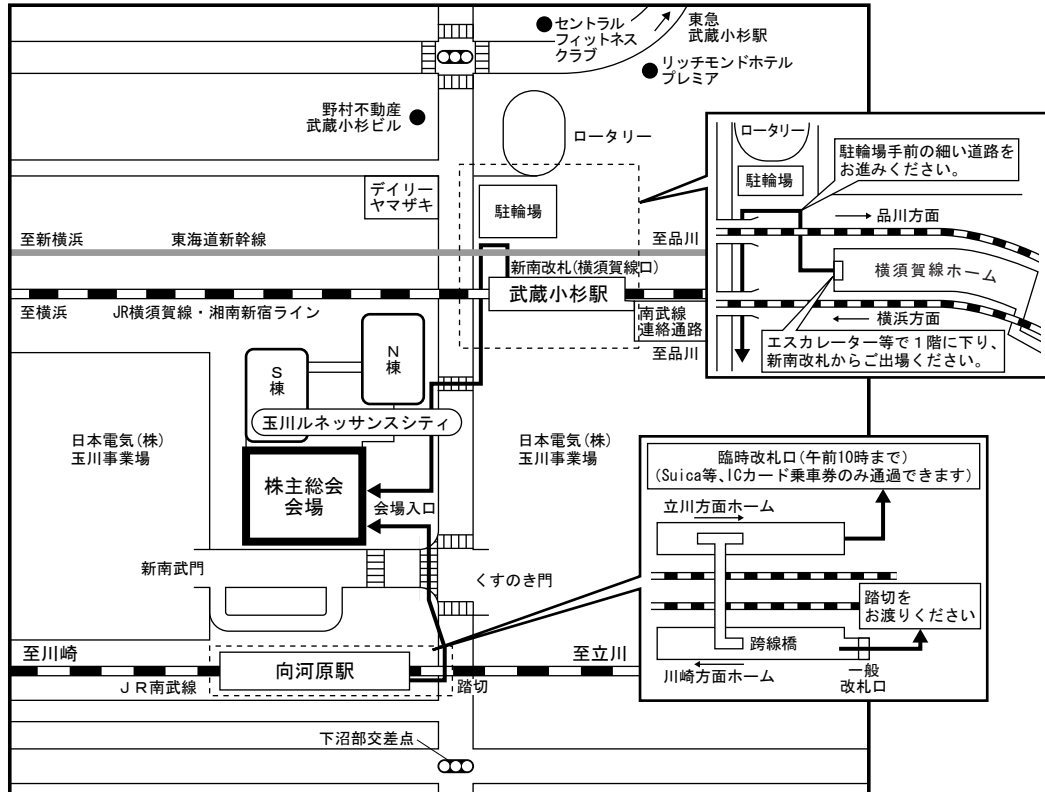 セントラル
フィットネス
クラブ
東急
武蔵小杉駅
リッチモンドホテル
プレミア
野村不動産
武蔵小杉ビル
ロータリー
デイリー
ヤマザキ
駐輪場
至新横浜
東海道新幹線
至品川
新南改札(横須賀線口)
武蔵小杉駅
至横浜
JR横須賀線・湘南新宿ライン
南武線
連絡通路
至品川
N
棟
S
棟
玉川ルネッサンスシティ
日本電気(株)
玉川事業場
日本電気(株)
玉川事業場
株主総会
会場
会場入口
新南武門
くすのき門
至川崎
向河原駅
至立川
JR南武線
踏切
下沼部交差点
ロータリー
駐輪場手前の細い道路を
お進みください。
駐輪場
品川方面
横須賀線ホーム
横浜方面
エスカレーター等で1階に下り、
新南改札からご出場ください。
臨時改札口(午前10時まで)
(Suica等、ICカード乗車券のみ通過できます)
立川方面ホーム
踏切を
お渡りください
跨線橋
川崎方面ホーム
一般
改札口